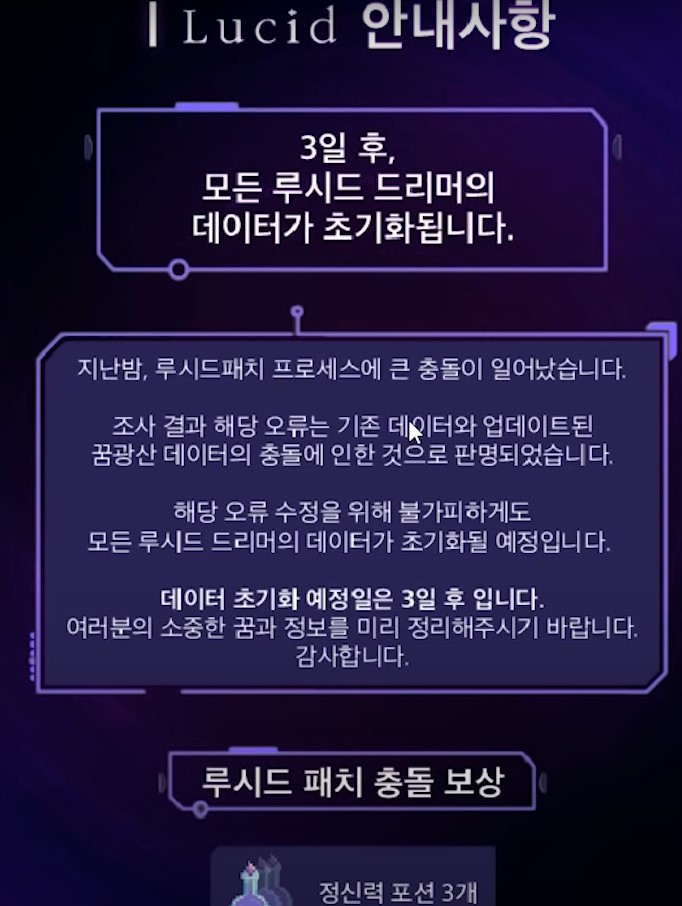 | Lucid 안내사항
3일 후,
모든 루시드 드리머의
데이터가 초기화됩니다.
지난밤, 루시드패치 프로세스에 큰 충돌이 일어났습니다.
조사 결과 해당 오류는 기존 데이터와 업데이트된
꿈광산 데이터의 충돌에 인한 것으로 판명되었습니다.
해당 오류 수정을 위해 불가피하게도
모든 루시드 드리머의 데이터가 초기화될 예정입니다.
데이터 초기화 예정일은 3일 후 입니다.
여러분의 소중한 꿈과 정보를 미리 정리해주시기 바랍니다.
감사합니다.
루시드 패치 충돌 보상
정신력 포션 3개